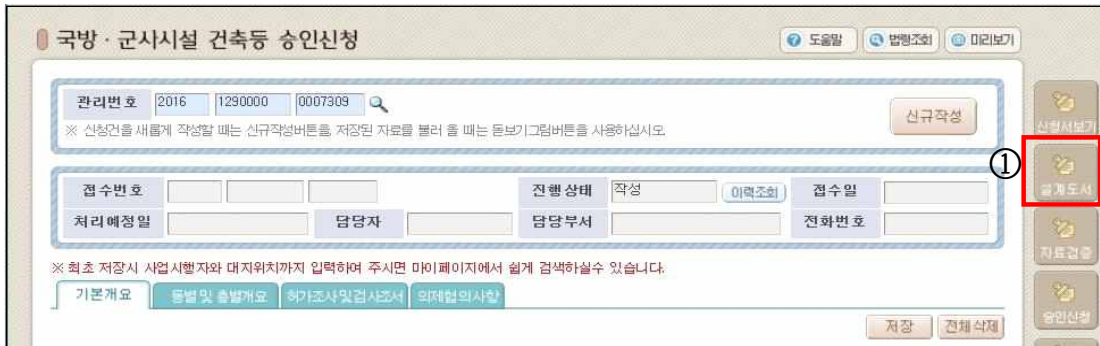 국방 · 군사시설 건축등 승인신청
도움말 법령조회 미리보기
관리번호 2016 1290000 0007309
신규작성
※ 신청건을 새롭게 작성할 때는 신규작성버튼을, 저장된 자료를 불러 올 때는 돋보기그림버튼을 사용하십시오.
신청서보기
①
설계도서
접수번호 진행상태 작성 이력조회 접수일
처리예정일 담당자 담당부서 전화번호
자료검증
※ 최초 저장시 사업시행자와 대지위치까지 입력하여 주시면 마이페이지에서 쉽게 검색하실수 있습니다.
기본개요 동별 및 층별개요 허가조사및검사조서 의제협의사항
승인신청
저장 전체삭제